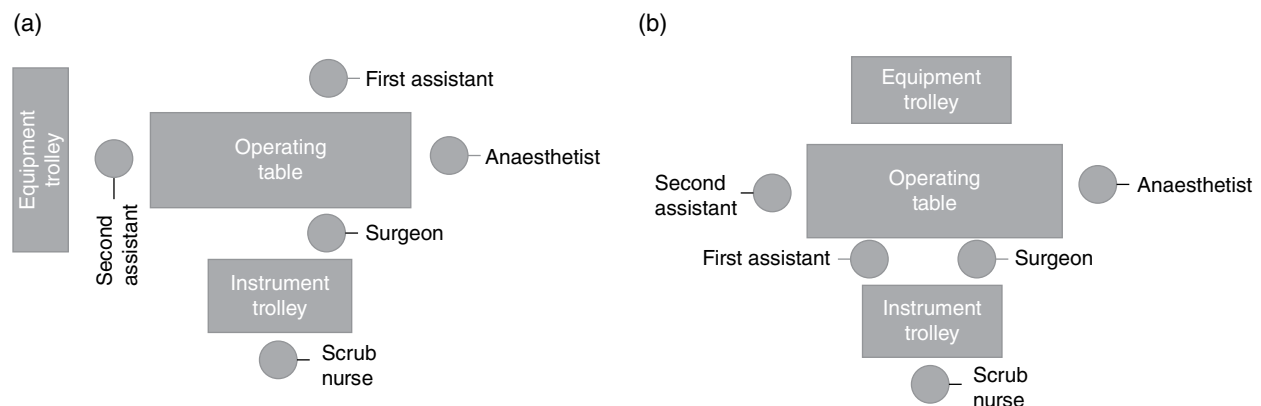 (a)
First assistant
Equipment
trolley
Operating
table
Anaesthetist
Second
assistant
Surgeon
Instrument
trolley
Scrub
nurse
(b)
Equipment
trolley
Operating
table
Second
assistant
Anaesthetist
First assistant
Surgeon
Instrument
trolley
Scrub
nurse